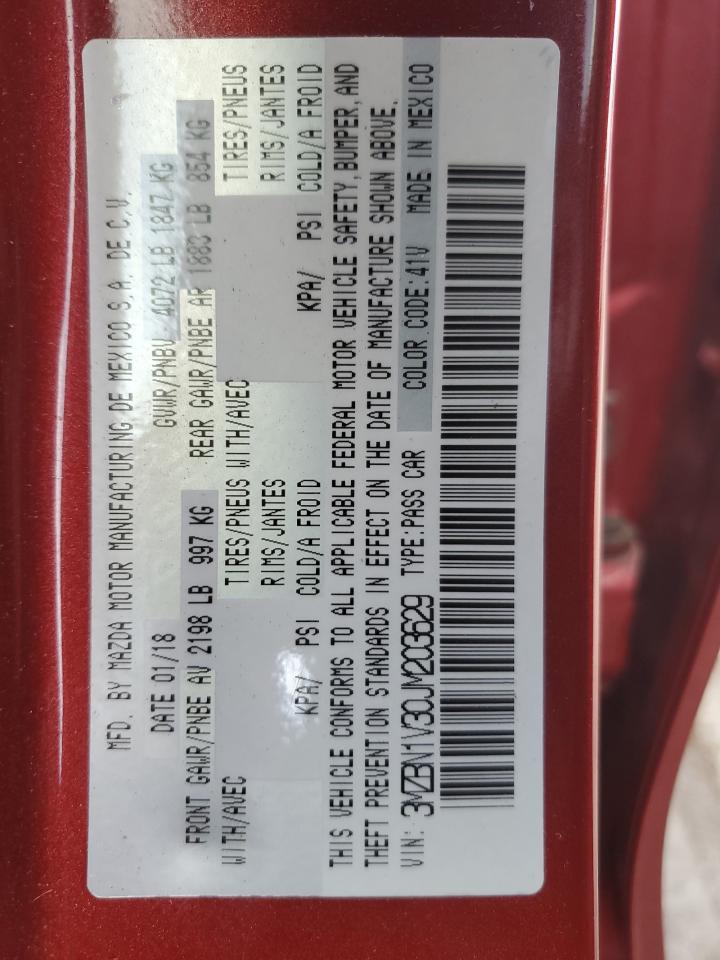 MFD. BY MAZDA MOTOR MANUFACTURING DE MEXICO S.A. DE C.V.
DATE 01/18 GVWR/PNBV 4072 LB 1847 KG
FRONT GAWR/PNBE AV 2198 LB 997 KG REAR GAWR/PNBE AR 1883 LB 854 KG
WITH/AVEC TIRES/PNEUS WITH/AVEC TIRES/PNEUS
RIMS/JANTES RIMS/JANTES
KPA/ PSI COLD/A FROID KPA/ PSI COLD/A FROID
THIS VEHICLE CONFORMS TO ALL APPLICABLE FEDERAL MOTOR VEHICLE SAFETY, BUMPER, AND
THEFT PREVENTION STANDARDS IN EFFECT ON THE DATE OF MANUFACTURE SHOWN ABOVE.
VIN: 3MZBN1V30JM203629 TYPE:PASS CAR COLOR CODE:41V MADE IN MEXICO